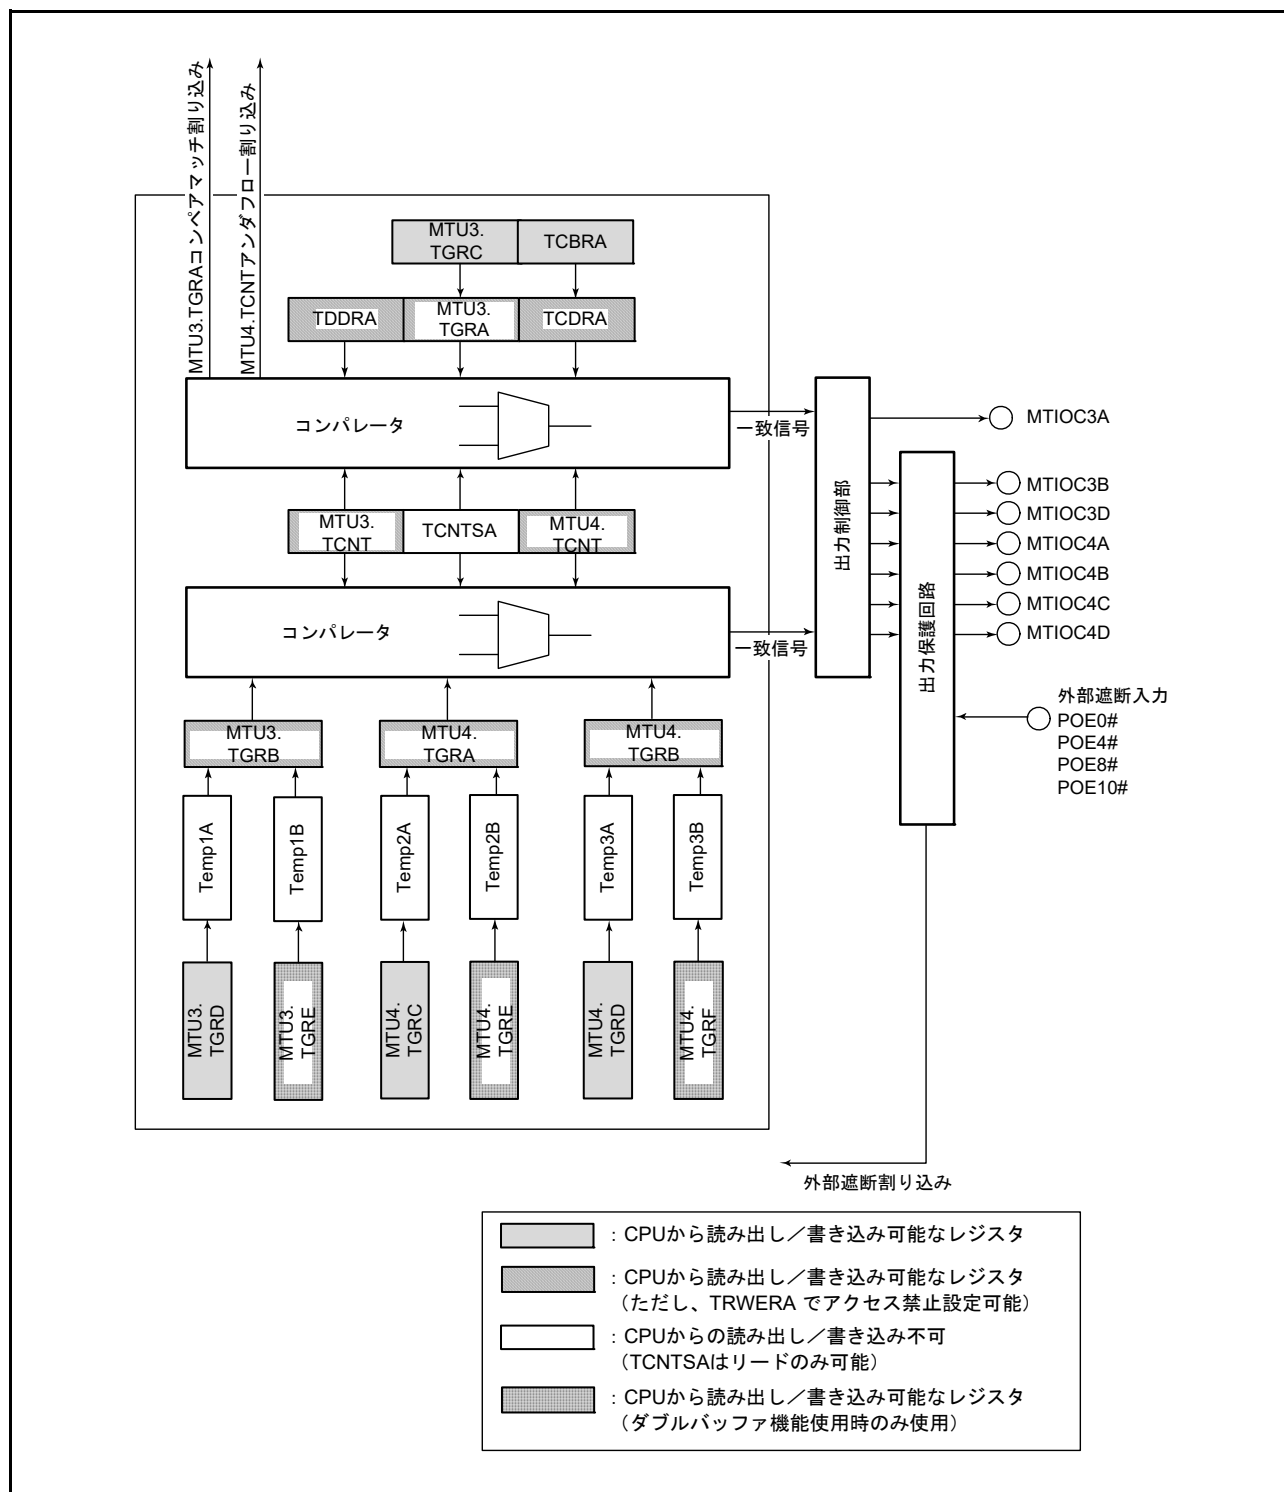 MTU3.TGRAコンペアマッチ割り込み
MTU4.TCNTアンダフロー割り込み
MTU3.
TGRC
TCBRA
TDDRA
MTU3.
TGRA
TCDRA
コンパレータ
一致信号
MTU3.
TCNT
TCNTSA
MTU4.
TCNT
コンパレータ
一致信号
出力制御部
出力保護回路
MTIOC3A
MTIOC3B
MTIOC3D
MTIOC4A
MTIOC4B
MTIOC4C
MTIOC4D
外部遮断入力
POE0#
POE4#
POE8#
POE10#
MTU3.
TGRB
MTU4.
TGRA
MTU4.
TGRB
Temp1A
Temp1B
Temp2A
Temp2B
Temp3A
Temp3B
MTU3.
TGRD
MTU3.
TGRE
MTU4.
TGRC
MTU4.
TGRE
MTU4.
TGRD
MTU4.
TGRF
外部遮断割り込み
：CPUから読み出し／書き込み可能なレジスタ
：CPUから読み出し／書き込み可能なレジスタ
（ただし、TRWERA でアクセス禁止設定可能）
：CPUからの読み出し／書き込み不可
（TCNTSAはリードのみ可能）
：CPUから読み出し／書き込み可能なレジスタ
（ダブルバッファ機能使用時のみ使用）